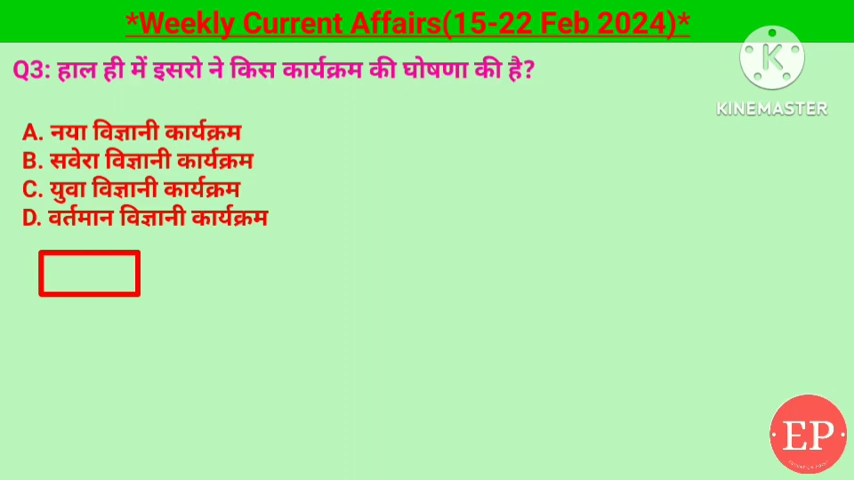 *Weekly Current Affairs(15-22 Feb 2024)*
Q3: हाल ही में इसरो ने किस कार्यक्रम की घोषणा की है?
KINEMASTER
A. नया विज्ञानी कार्यक्रम
B. सवेरा विज्ञानी कार्यक्रम
C. युवा विज्ञानी कार्यक्रम
D. वर्तमान विज्ञानी कार्यक्रम
EP